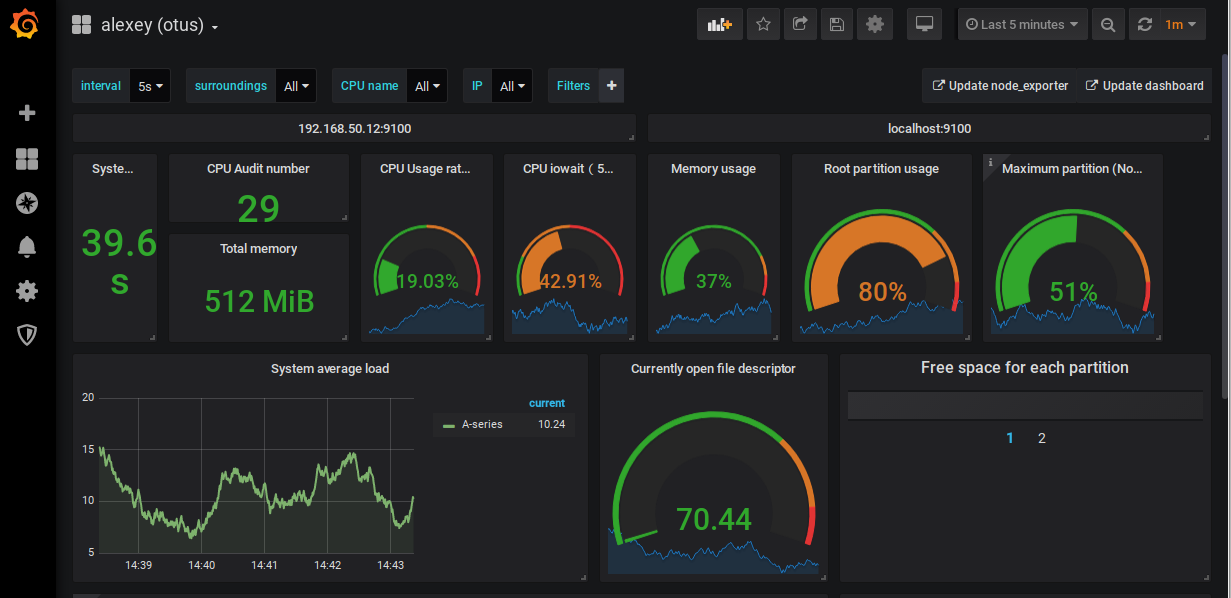 alexey (otus)
Last 5 minutes
1m
interval 5s
surroundings All
CPU name All
IP All
Filters +
Update node_exporter
Update dashboard
192.168.50.12:9100
localhost:9100
Syste...
CPU Audit number
CPU Usage rat...
CPU iowait ( 5...
Memory usage
Root partition usage
i
Maximum partition (No...
39.6
s
29
Total memory
512 MiB
19.03%
42.91%
37%
80%
51%
System average load
Currently open file descriptor
Free space for each partition
20
15
10
5
14:39 14:40 14:41 14:42 14:43
current
A-series 10.24
70.44
1 2